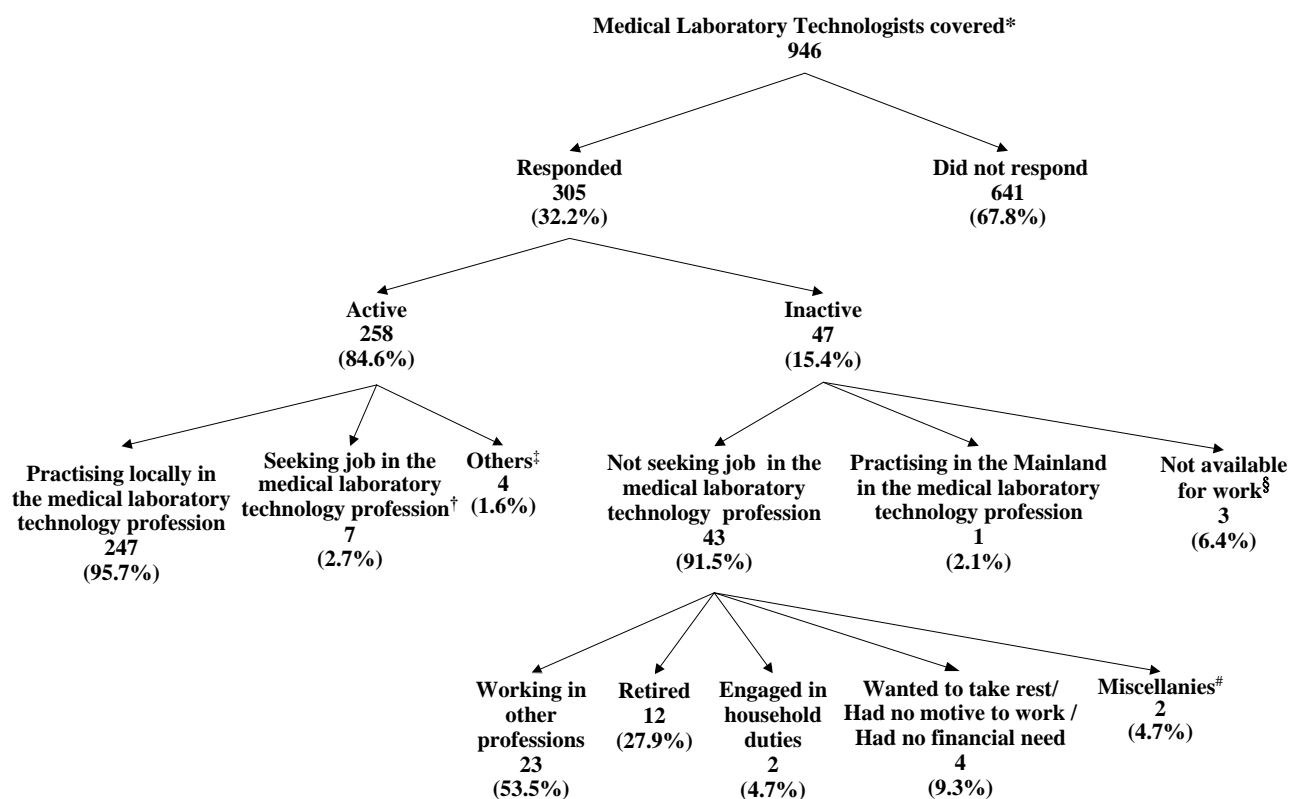 Medical Laboratory Technologists covered*
946
Responded
305
(32.2%)
Did not respond
641
(67.8%)
Active
258
(84.6%)
Inactive
47
(15.4%)
Practising locally in
the medical laboratory
technology profession
247
(95.7%)
Seeking job in the
medical laboratory
technology profession†
7
(2.7%)
Others‡
4
(1.6%)
Not seeking job in the
medical laboratory
technology profession
43
(91.5%)
Practising in the Mainland
in the medical laboratory
technology profession
1
(2.1%)
Not available
for work§
3
(6.4%)
Working in
other
professions
23
(53.5%)
Retired
12
(27.9%)
Engaged in
household
duties
2
(4.7%)
Wanted to take rest/
Had no motive to work /
Had no financial need
4
(9.3%)
Miscellanies#
2
(4.7%)